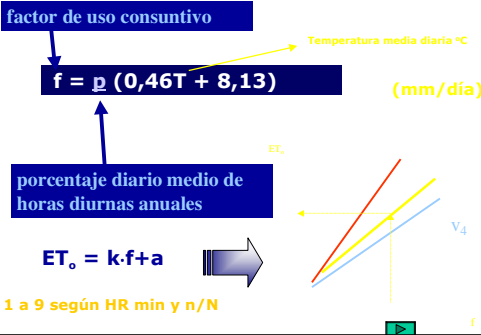 factor de uso consuntivo
Temperatura media diaria ºC
f = p (0,46T + 8,13)
(mm/día)
ETo
porcentaje diario medio de
horas diurnas anuales
v4
ETo = k·f+a
1 a 9 según HR min y n/N
f